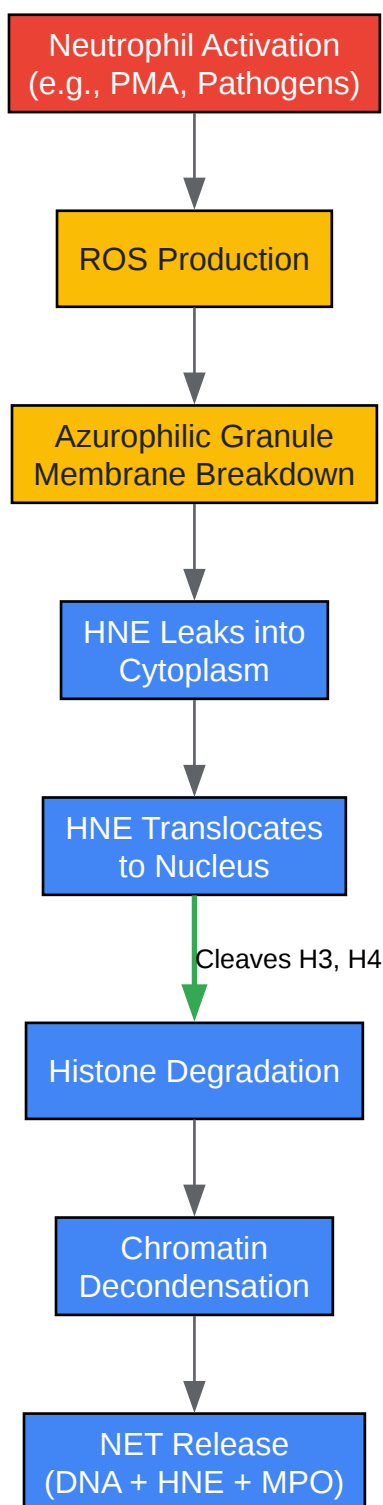 Neutrophil Activation
(e.g., PMA, Pathogens)
ROS Production
Azurophilic Granule
Membrane Breakdown
HNE Leaks into
Cytoplasm
HNE Translocates
to Nucleus
Cleaves H3, H4
Histone Degradation
Chromatin
Decondensation
NET Release
(DNA + HNE + MPO)